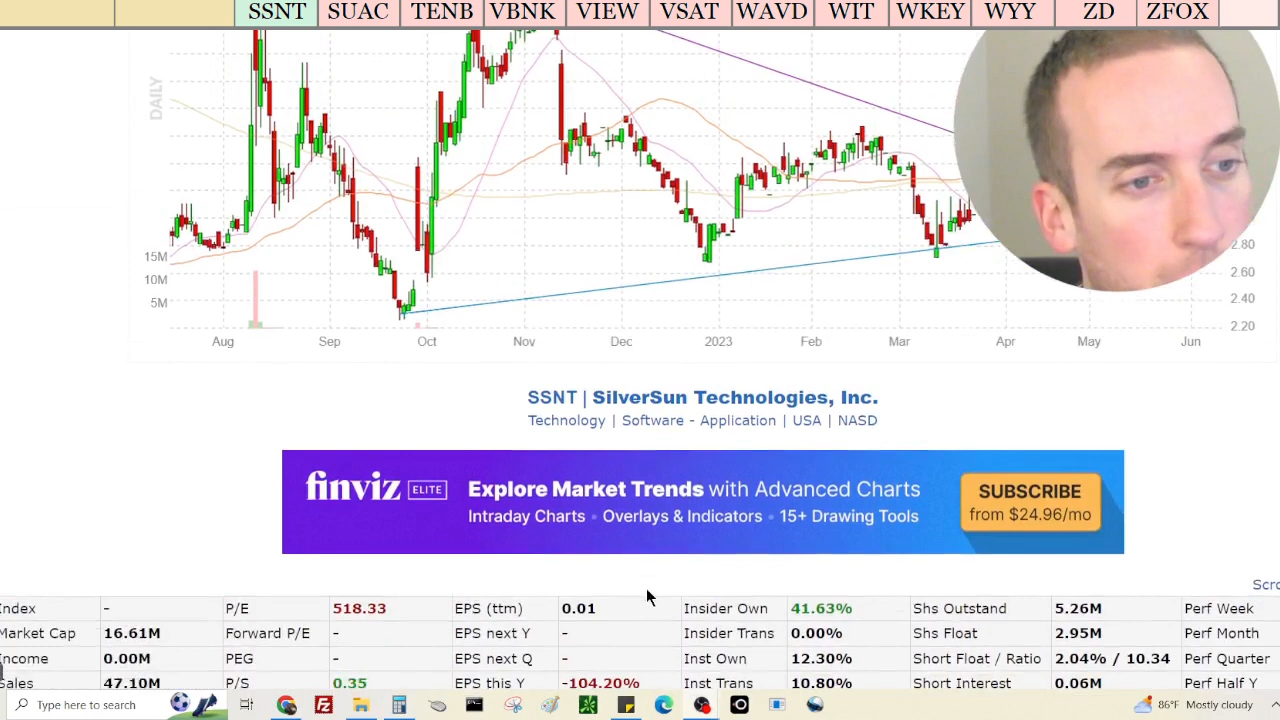 SSNT SUAC TENB VBNK VIEW VSAT WAVD WIT WKEY WYY ZD ZFOX
DAILY
15M
10M
5M
2.80
2.60
2.40
2.20
Aug Sep Oct Nov Dec 2023 Feb Mar Apr May Jun
SSNT | SilverSun Technologies, Inc.
Technology | Software - Application | USA | NASD
finviz ELITE
Explore Market Trends with Advanced Charts
Intraday Charts • Overlays & Indicators • 15+ Drawing Tools
SUBSCRIBE
from $24.96/mo
Scro
Index - P/E 518.33 EPS (ttm) 0.01 Insider Own 41.63% Shs Outstand 5.26M Perf Week
Market Cap 16.61M Forward P/E - EPS next Y - Insider Trans 0.00% Shs Float 2.95M Perf Month
Income 0.00M PEG - EPS next Q - Inst Own 12.30% Short Float / Ratio 2.04% / 10.34 Perf Quarter
Sales 47.10M P/S 0.35 EPS this Y -104.20% Inst Trans 10.80% Short Interest 0.06M Perf Half Y
Type here to search
86°F Mostly cloudy